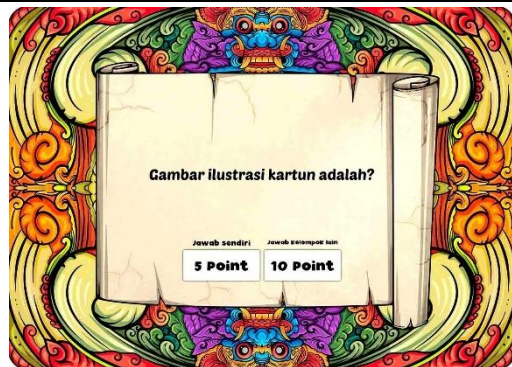 Gambar ilustrasi kartun adalah?
Jawab sendiri Jawab Kelompok lain
5 Point 10 Point